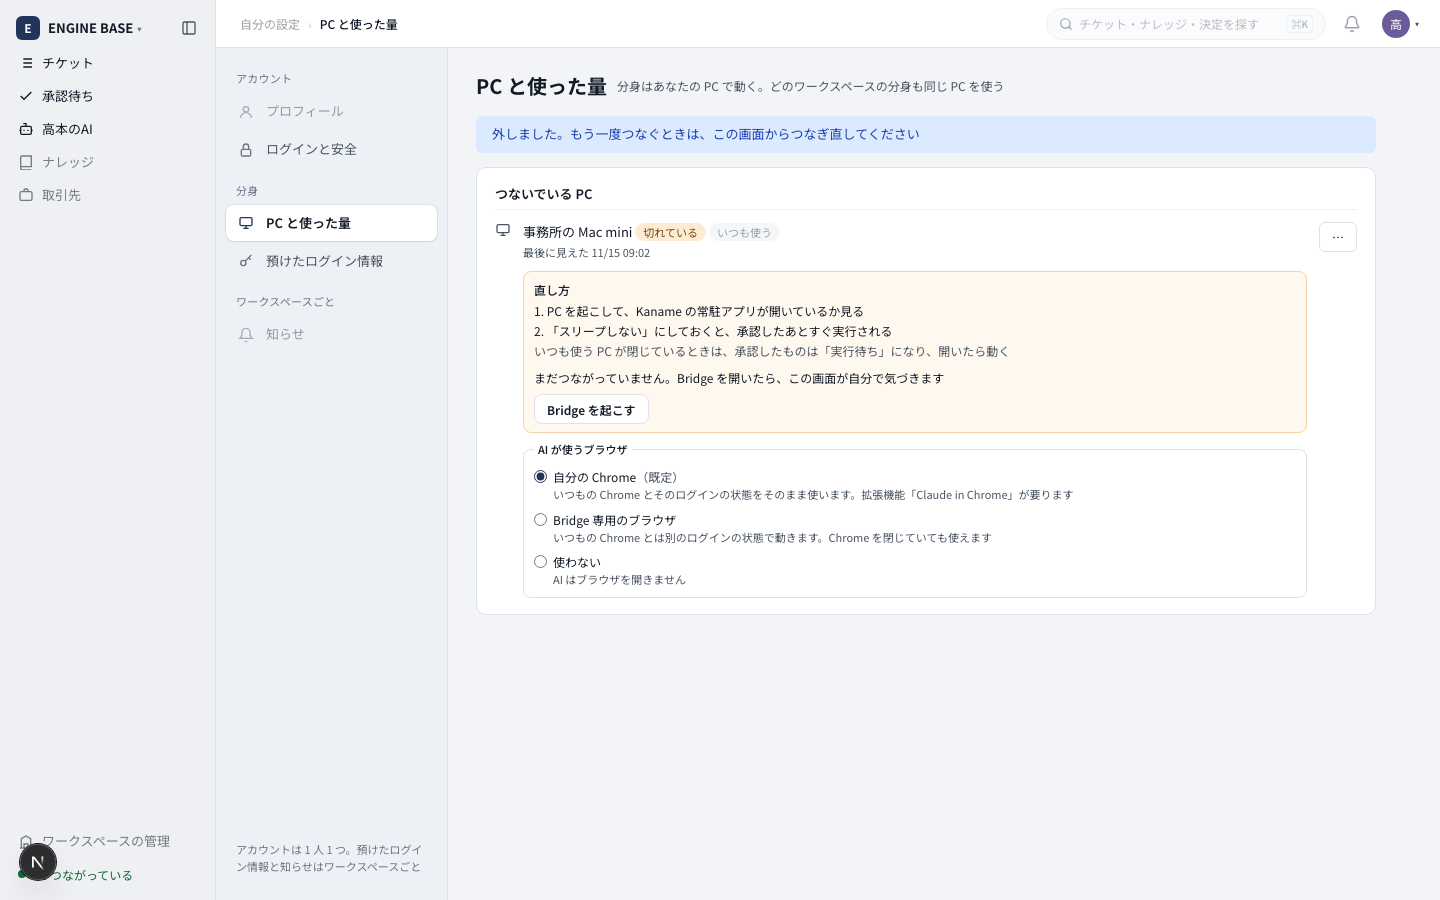 E ENGINE BASE
チケット
承認待ち
高本のAI
ナレッジ
取引先
ワークスペースの管理
N
つながっている
自分の設定 › PC と使った量
チケット・ナレッジ・決定を探す ⌘K
高
アカウント
プロフィール
ログインと安全
分身
PC と使った量
預けたログイン情報
ワークスペースごと
知らせ
アカウントは 1 人 1 つ。預けたログイ
ン情報と知らせはワークスペースごと
PC と使った量 分身はあなたの PC で動く。どのワークスペースの分身も同じ PC を使う
外しました。もう一度つなぐときは、この画面からつなぎ直してください
つないでいる PC
事務所の Mac mini 切れている いつも使う
…
最後に見えた 11/15 09:02
直し方
1. PC を起こして、Kaname の常駐アプリが開いているか見る
2. 「スリープしない」にしておくと、承認したあとすぐ実行される
いつも使う PC が閉じているときは、承認したものは「実行待ち」になり、開いたら動く
まだつながっていません。Bridge を開いたら、この画面が自分で気づきます
Bridge を起こす
AI が使うブラウザ
自分の Chrome（既定）
いつもの Chrome とそのログインの状態をそのまま使います。拡張機能「Claude in Chrome」が要ります
Bridge 専用のブラウザ
いつもの Chrome とは別のログインの状態で動きます。Chrome を閉じていても使えます
使わない
AI はブラウザを開きません